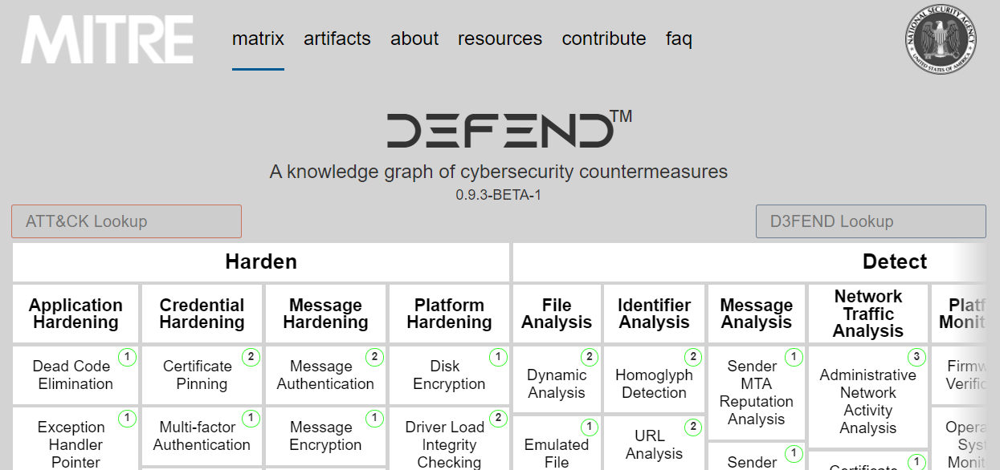 MITRE
matrix artifacts about resources contribute faq
NATIONAL SECURITY AGENCY
UNITED STATES OF AMERICA
D3FEND™
A knowledge graph of cybersecurity countermeasures
0.9.3-BETA-1
ATT&CK Lookup
D3FEND Lookup
Harden
Detect
Application
Hardening
Credential
Hardening
Message
Hardening
Platform
Hardening
File
Analysis
Identifier
Analysis
Message
Analysis
Network
Traffic
Analysis
Platf
Monit
1
Dead Code
Elimination
2
Certificate
Pinning
2
Message
Authentication
1
Disk
Encryption
2
Dynamic
Analysis
2
Homoglyph
Detection
1
Sender
MTA
Reputation
Analysis
3
Administrative
Network
Activity
Analysis
Firmw
Verific
1
Exception
Handler
Pointer
1
Multi-factor
Authentication
1
Message
Encryption
2
Driver Load
Integrity
Checking
1
Emulated
File
2
URL
Analysis
1
Sender
1
Certificate
Opera
Syst
Monit